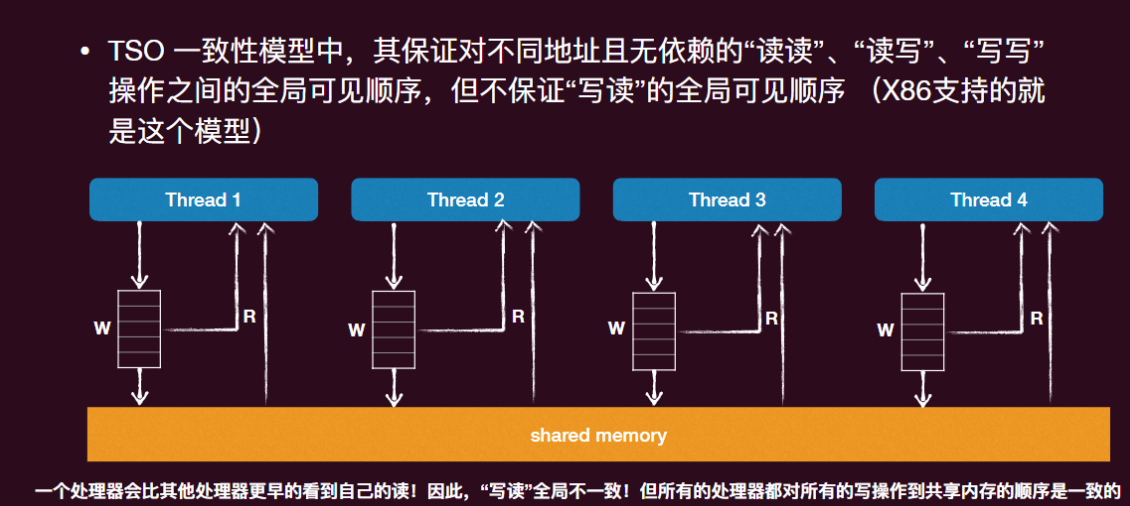 • TSO 一致性模型中，其保证对不同地址且无依赖的“读读”、“读写”、“写写”
操作之间的全局可见顺序，但不保证“写读”的全局可见顺序 （X86支持的就
是这个模型）
Thread 1
Thread 2
Thread 3
Thread 4
W
R
W
R
W
R
W
R
shared memory
一个处理器会比其他处理器更早的看到自己的读！因此，“写读”全局不一致！但所有的处理器都对所有的写操作到共享内存的顺序是一致的